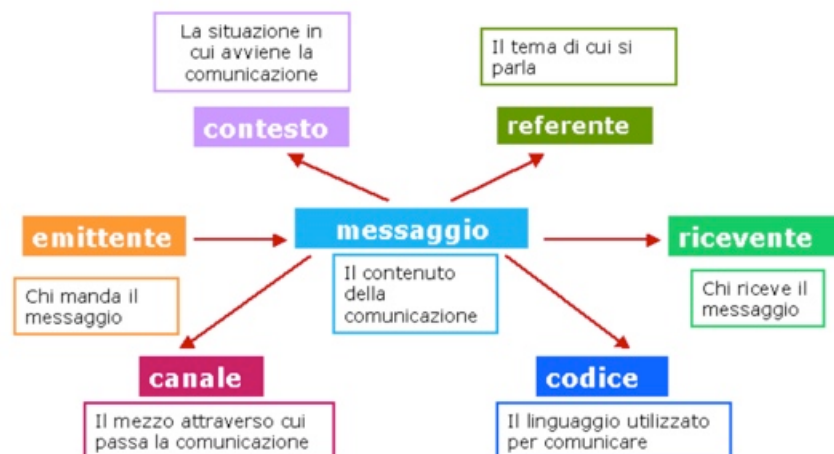 La situazione in
cui avviene la
comunicazione
contesto
Il tema di cui si
parla
referente
emittente
Chi manda il
messaggio
messaggio
Il contenuto
della
comunicazione
ricevente
Chi riceve il
messaggio
canale
Il mezzo attraverso cui
passa la comunicazione
codice
Il linguaggio utilizzato
per comunicare